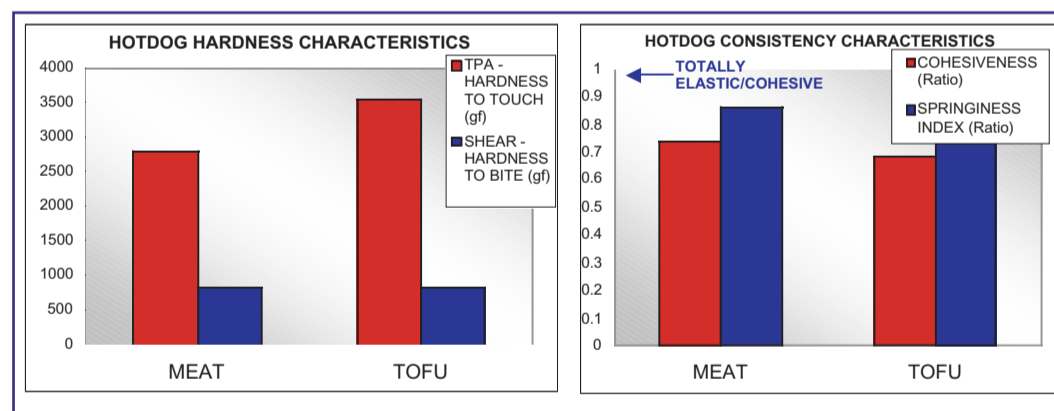 HOTDOG HARDNESS CHARACTERISTICS
4000
3500
3000
2500
2000
1500
1000
500
0
TPA -
HARDNESS
TO TOUCH
(gf)
SHEAR -
HARDNESS
TO BITE (gf)
MEAT TOFU
HOTDOG CONSISTENCY CHARACTERISTICS
1
0.9
0.8
0.7
0.6
0.5
0.4
0.3
0.2
0.1
0
TOTALLY
ELASTIC/COHESIVE
COHESIVENESS
(Ratio)
SPRINGINESS
INDEX (Ratio)
MEAT TOFU